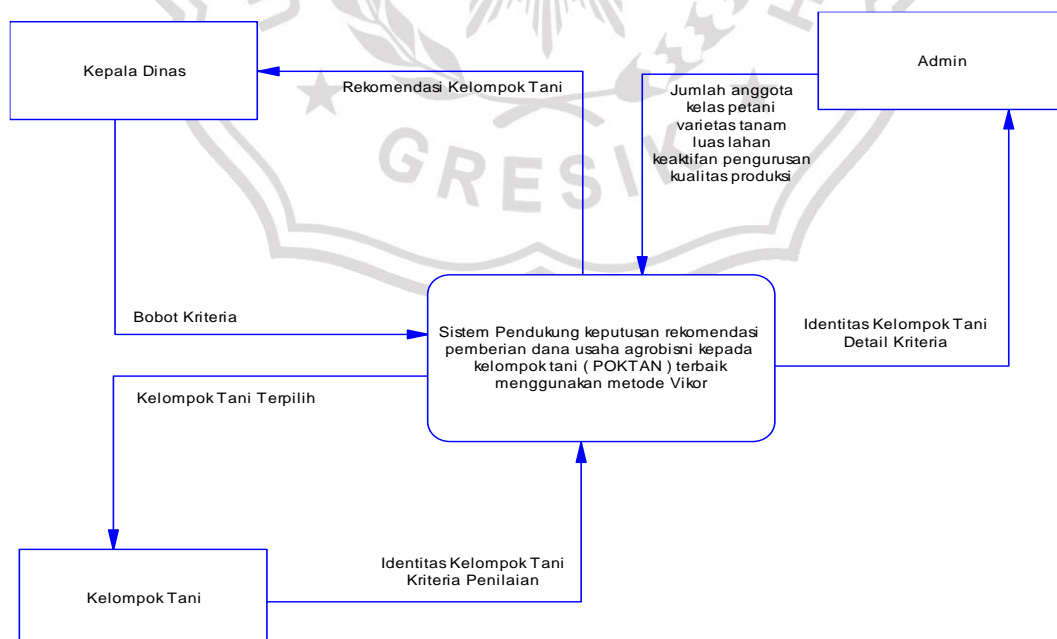 Kepala Dinas
Rekomendasi Kelompok Tani
Jumlah anggota
kelas petani
varietas tanam
luas lahan
keaktifan pengurusan
kualitas produksi
Admin
GRESIK
Bobot Kriteria
Sistem Pendukung keputusan rekomendasi
pemberian dana usaha agrobisni kepada
kelompok tani ( POKTAN ) terbaik
menggunakan metode Vikor
Identitas Kelompok Tani
Detail Kriteria
Kelompok Tani Terpilih
Identitas Kelompok Tani
Kriteria Penilaian
Kelompok Tani